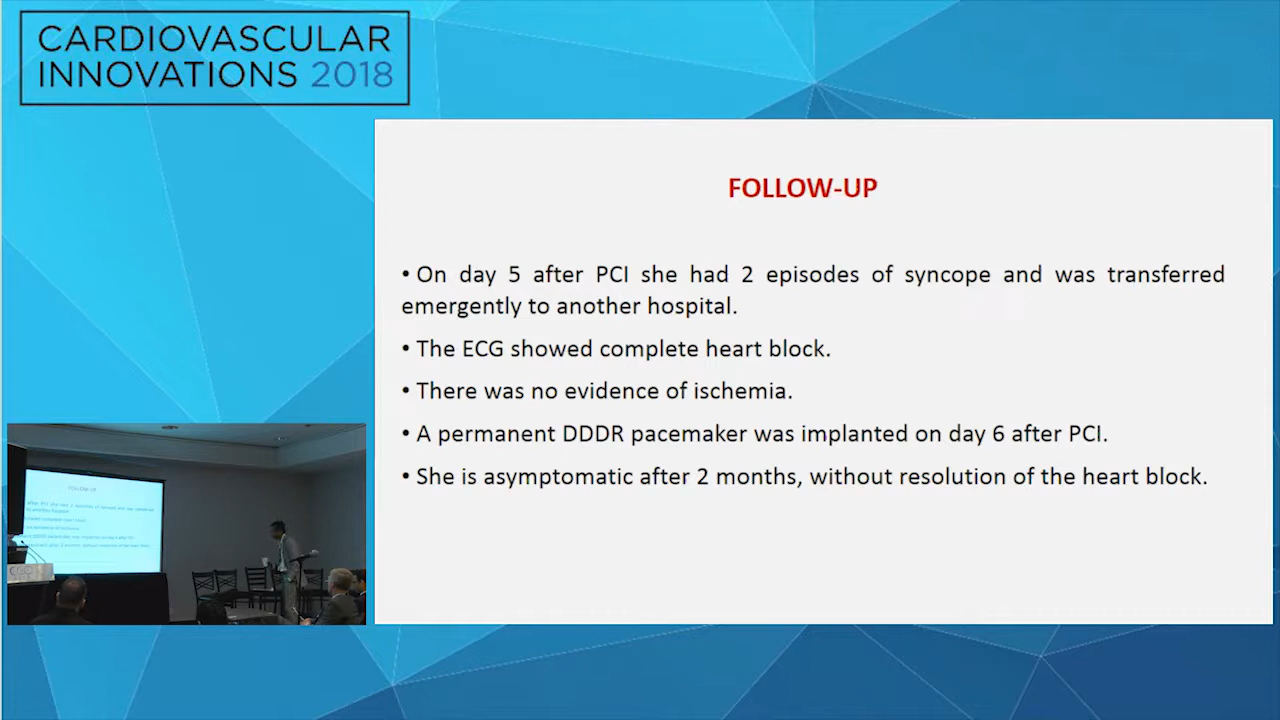 CARDIOVASCULAR
INNOVATIONS 2018
FOLLOW-UP
• On day 5 after PCI she had 2 episodes of syncope and was transferred
emergently to another hospital.
• The ECG showed complete heart block.
• There was no evidence of ischemia.
• A permanent DDDR pacemaker was implanted on day 6 after PCI.
• She is asymptomatic after 2 months, without resolution of the heart block.
FOLLOW-UP